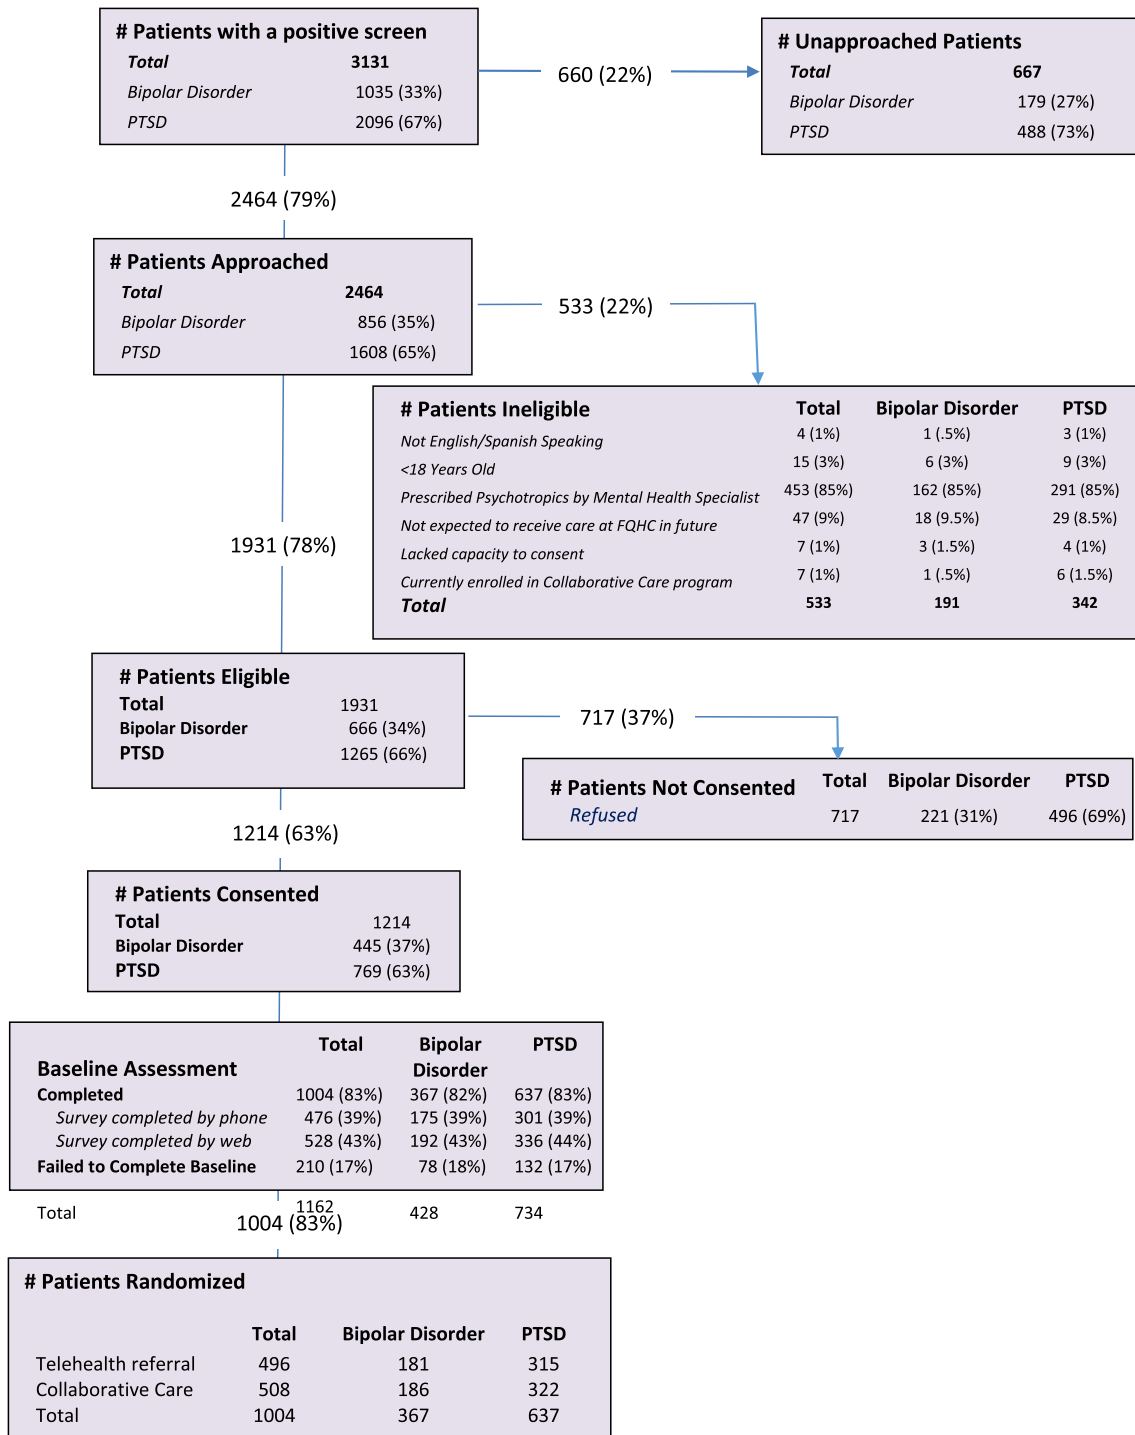 # Patients with a positive screen
Total 3131
Bipolar Disorder 1035 (33%)
PTSD 2096 (67%)
660 (22%)
# Unapproached Patients
Total 667
Bipolar Disorder 179 (27%)
PTSD 488 (73%)
2464 (79%)
# Patients Approached
Total 2464
Bipolar Disorder 856 (35%)
PTSD 1608 (65%)
533 (22%)
# Patients Ineligible Total Bipolar Disorder PTSD
Not English/Spanish Speaking 4 (1%) 1 (.5%) 3 (1%)
<18 Years Old 15 (3%) 6 (3%) 9 (3%)
Prescribed Psychotropics by Mental Health Specialist 453 (85%) 162 (85%) 291 (85%)
Not expected to receive care at FQHC in future 47 (9%) 18 (9.5%) 29 (8.5%)
Lacked capacity to consent 7 (1%) 3 (1.5%) 4 (1%)
Currently enrolled in Collaborative Care program 7 (1%) 1 (.5%) 6 (1.5%)
Total 533 191 342
1931 (78%)
# Patients Eligible
Total 1931
Bipolar Disorder 666 (34%)
PTSD 1265 (66%)
717 (37%)
# Patients Not Consented Total Bipolar Disorder PTSD
Refused 717 221 (31%) 496 (69%)
1214 (63%)
# Patients Consented
Total 1214
Bipolar Disorder 445 (37%)
PTSD 769 (63%)
Total Bipolar PTSD
Baseline Assessment Disorder
Completed 1004 (83%) 367 (82%) 637 (83%)
Survey completed by phone 476 (39%) 175 (39%) 301 (39%)
Survey completed by web 528 (43%) 192 (43%) 336 (44%)
Failed to Complete Baseline 210 (17%) 78 (18%) 132 (17%)
Total 1162 428 734
1004 (83%)
# Patients Randomized
Total Bipolar Disorder PTSD
Telehealth referral 496 181 315
Collaborative Care 508 186 322
Total 1004 367 637